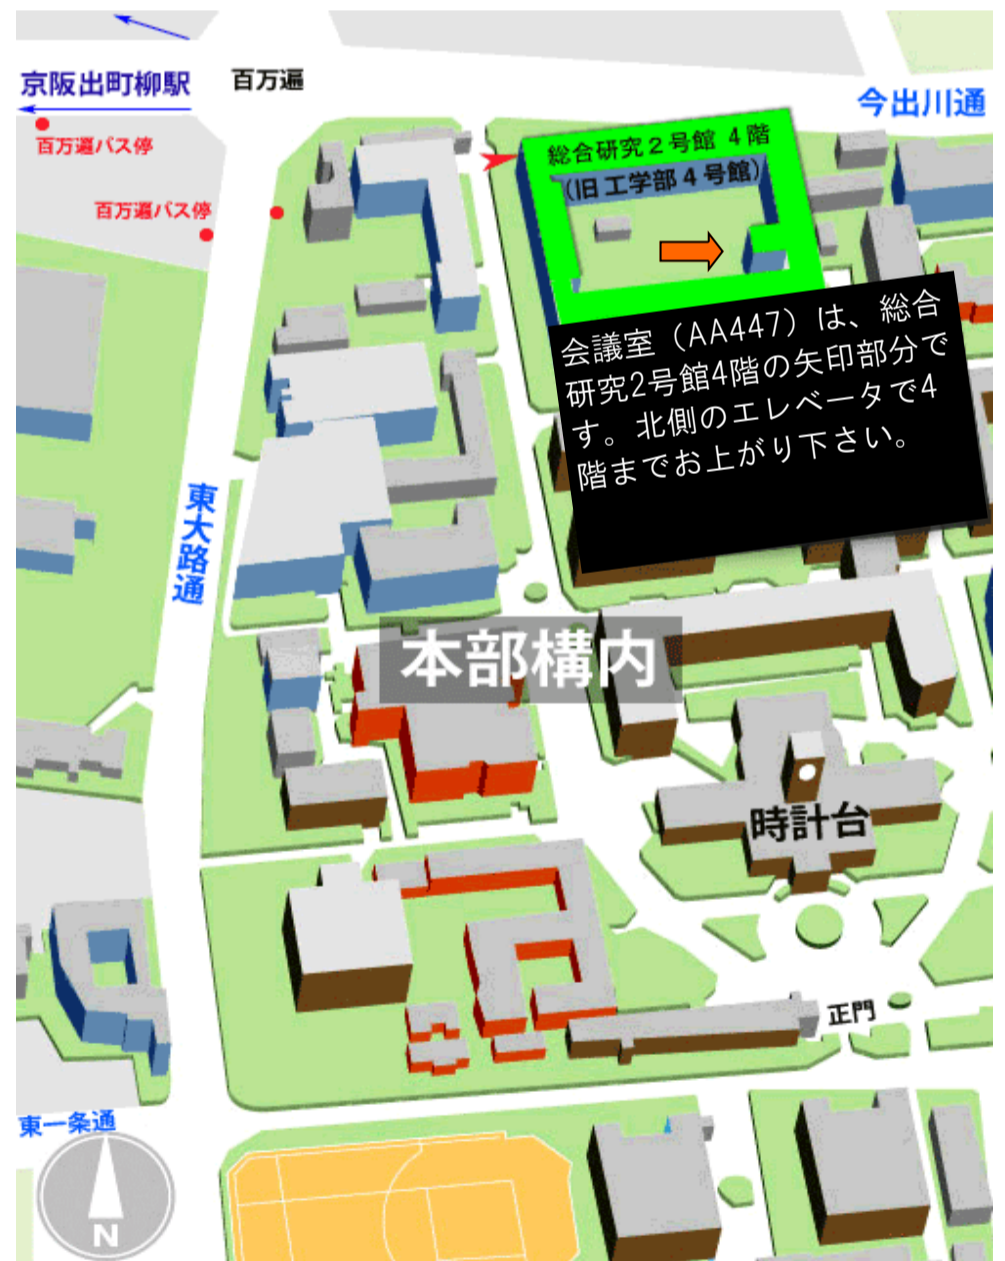 京阪出町柳駅
百万遍
今出川通
百万遍バス停
百万遍バス停
総合研究２号館 ４階
（旧工学部４号館）
会議室（AA447）は、総合
研究2号館4階の矢印部分で
す。北側のエレベータで4
階までお上がり下さい。
東大路通
本部構内
時計台
正門
東一条通
N